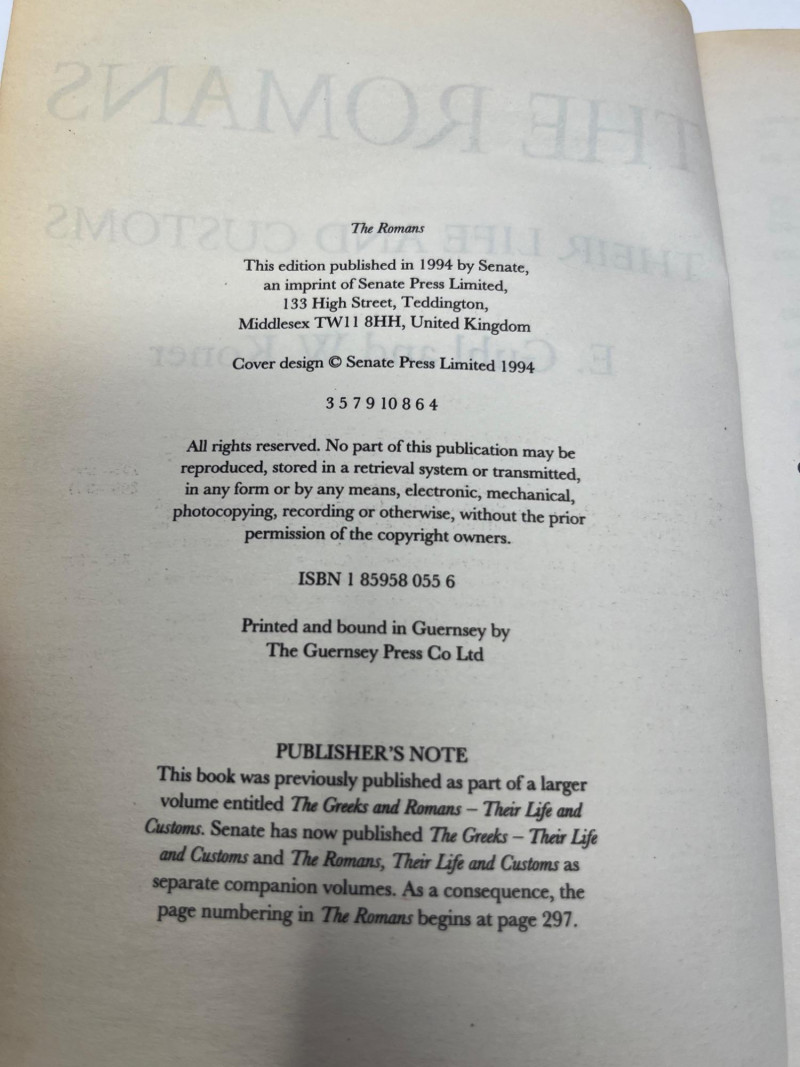 The Romans
This edition published in 1994 by Senate,
an imprint of Senate Press Limited,
133 High Street, Teddington,
Middlesex TW11 8HH, United Kingdom
Cover design © Senate Press Limited 1994
3 5 7 9 10 8 6 4
All rights reserved. No part of this publication may be
reproduced, stored in a retrieval system or transmitted,
in any form or by any means, electronic, mechanical,
photocopying, recording or otherwise, without the prior
permission of the copyright owners.
ISBN 1 85958 055 6
Printed and bound in Guernsey by
The Guernsey Press Co Ltd
PUBLISHER'S NOTE
This book was previously published as part of a larger
volume entitled The Greeks and Romans – Their Life and
Customs. Senate has now published The Greeks – Their Life
and Customs and The Romans, Their Life and Customs as
separate companion volumes. As a consequence, the
page numbering in The Romans begins at page 297.